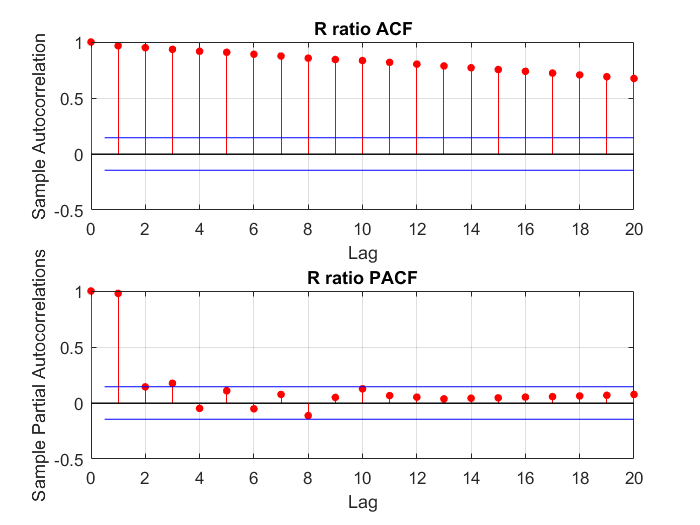 R ratio ACF
Sample Autocorrelation
1
0.5
0
-0.5
0 2 4 6 8 10 12 14 16 18 20
Lag
R ratio PACF
Sample Partial Autocorrelations
1
0.5
0
-0.5
0 2 4 6 8 10 12 14 16 18 20
Lag